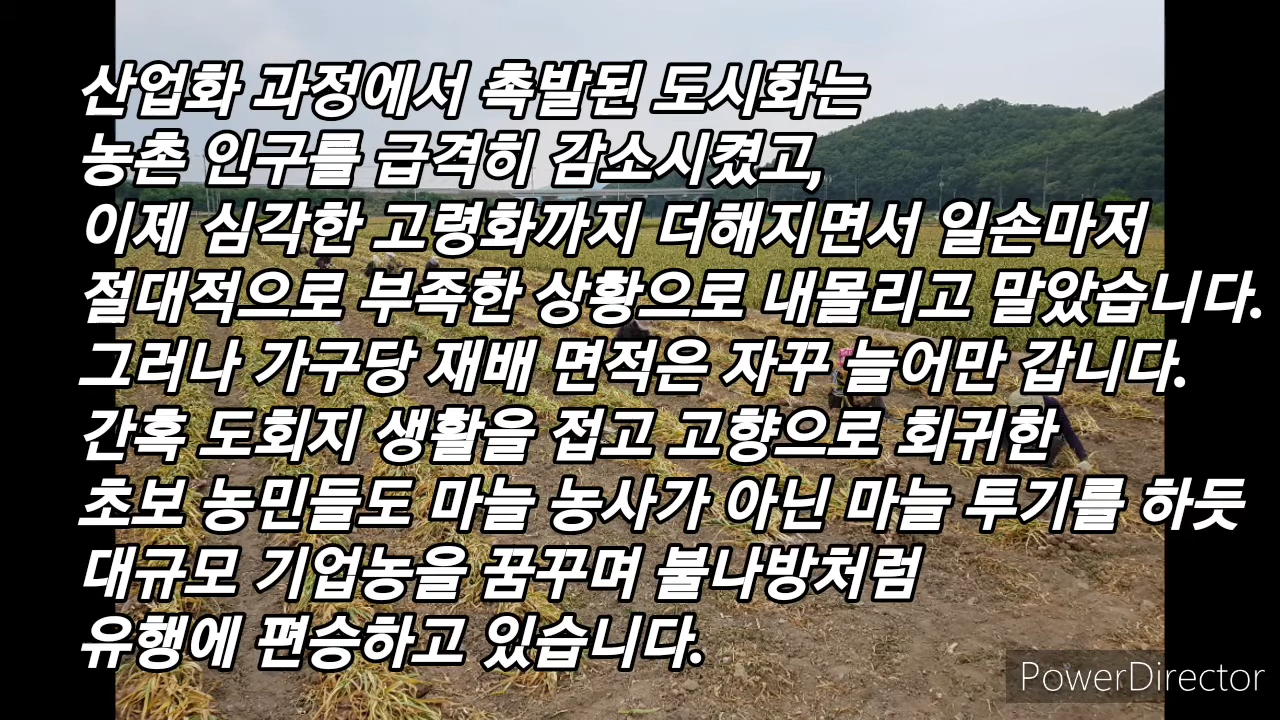 산업화 과정에서 촉발된 도시화는
농촌 인구를 급격히 감소시켰고,
이제 심각한 고령화까지 더해지면서 일손마저
절대적으로 부족한 상황으로 내몰리고 말았습니다.
그러나 가구당 재배 면적은 자꾸 늘어만 갑니다.
간혹 도회지 생활을 접고 고향으로 회귀한
초보 농민들도 마늘 농사가 아닌 마늘 투기를 하듯
대규모 기업농을 꿈꾸며 불나방처럼
유행에 편승하고 있습니다.
PowerDirector